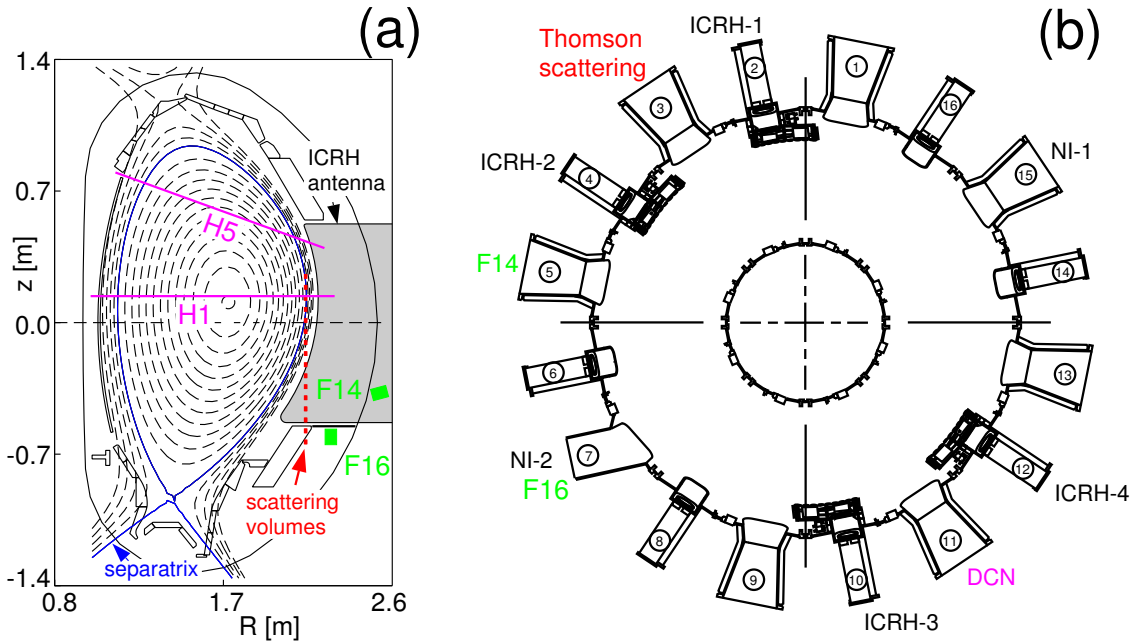 (a)
1.4
0.7
0.0
-0.7
-1.4
z [m]
0.8
1.7
2.6
R [m]
ICRH
antenna
H5
H1
F14
F16
scattering
volumes
separatrix
(b)
Thomson
scattering
ICRH-1
ICRH-2
NI-1
F14
NI-2
F16
ICRH-4
ICRH-3
DCN
1
2
3
4
5
6
7
8
9
10
11
12
13
14
15
16